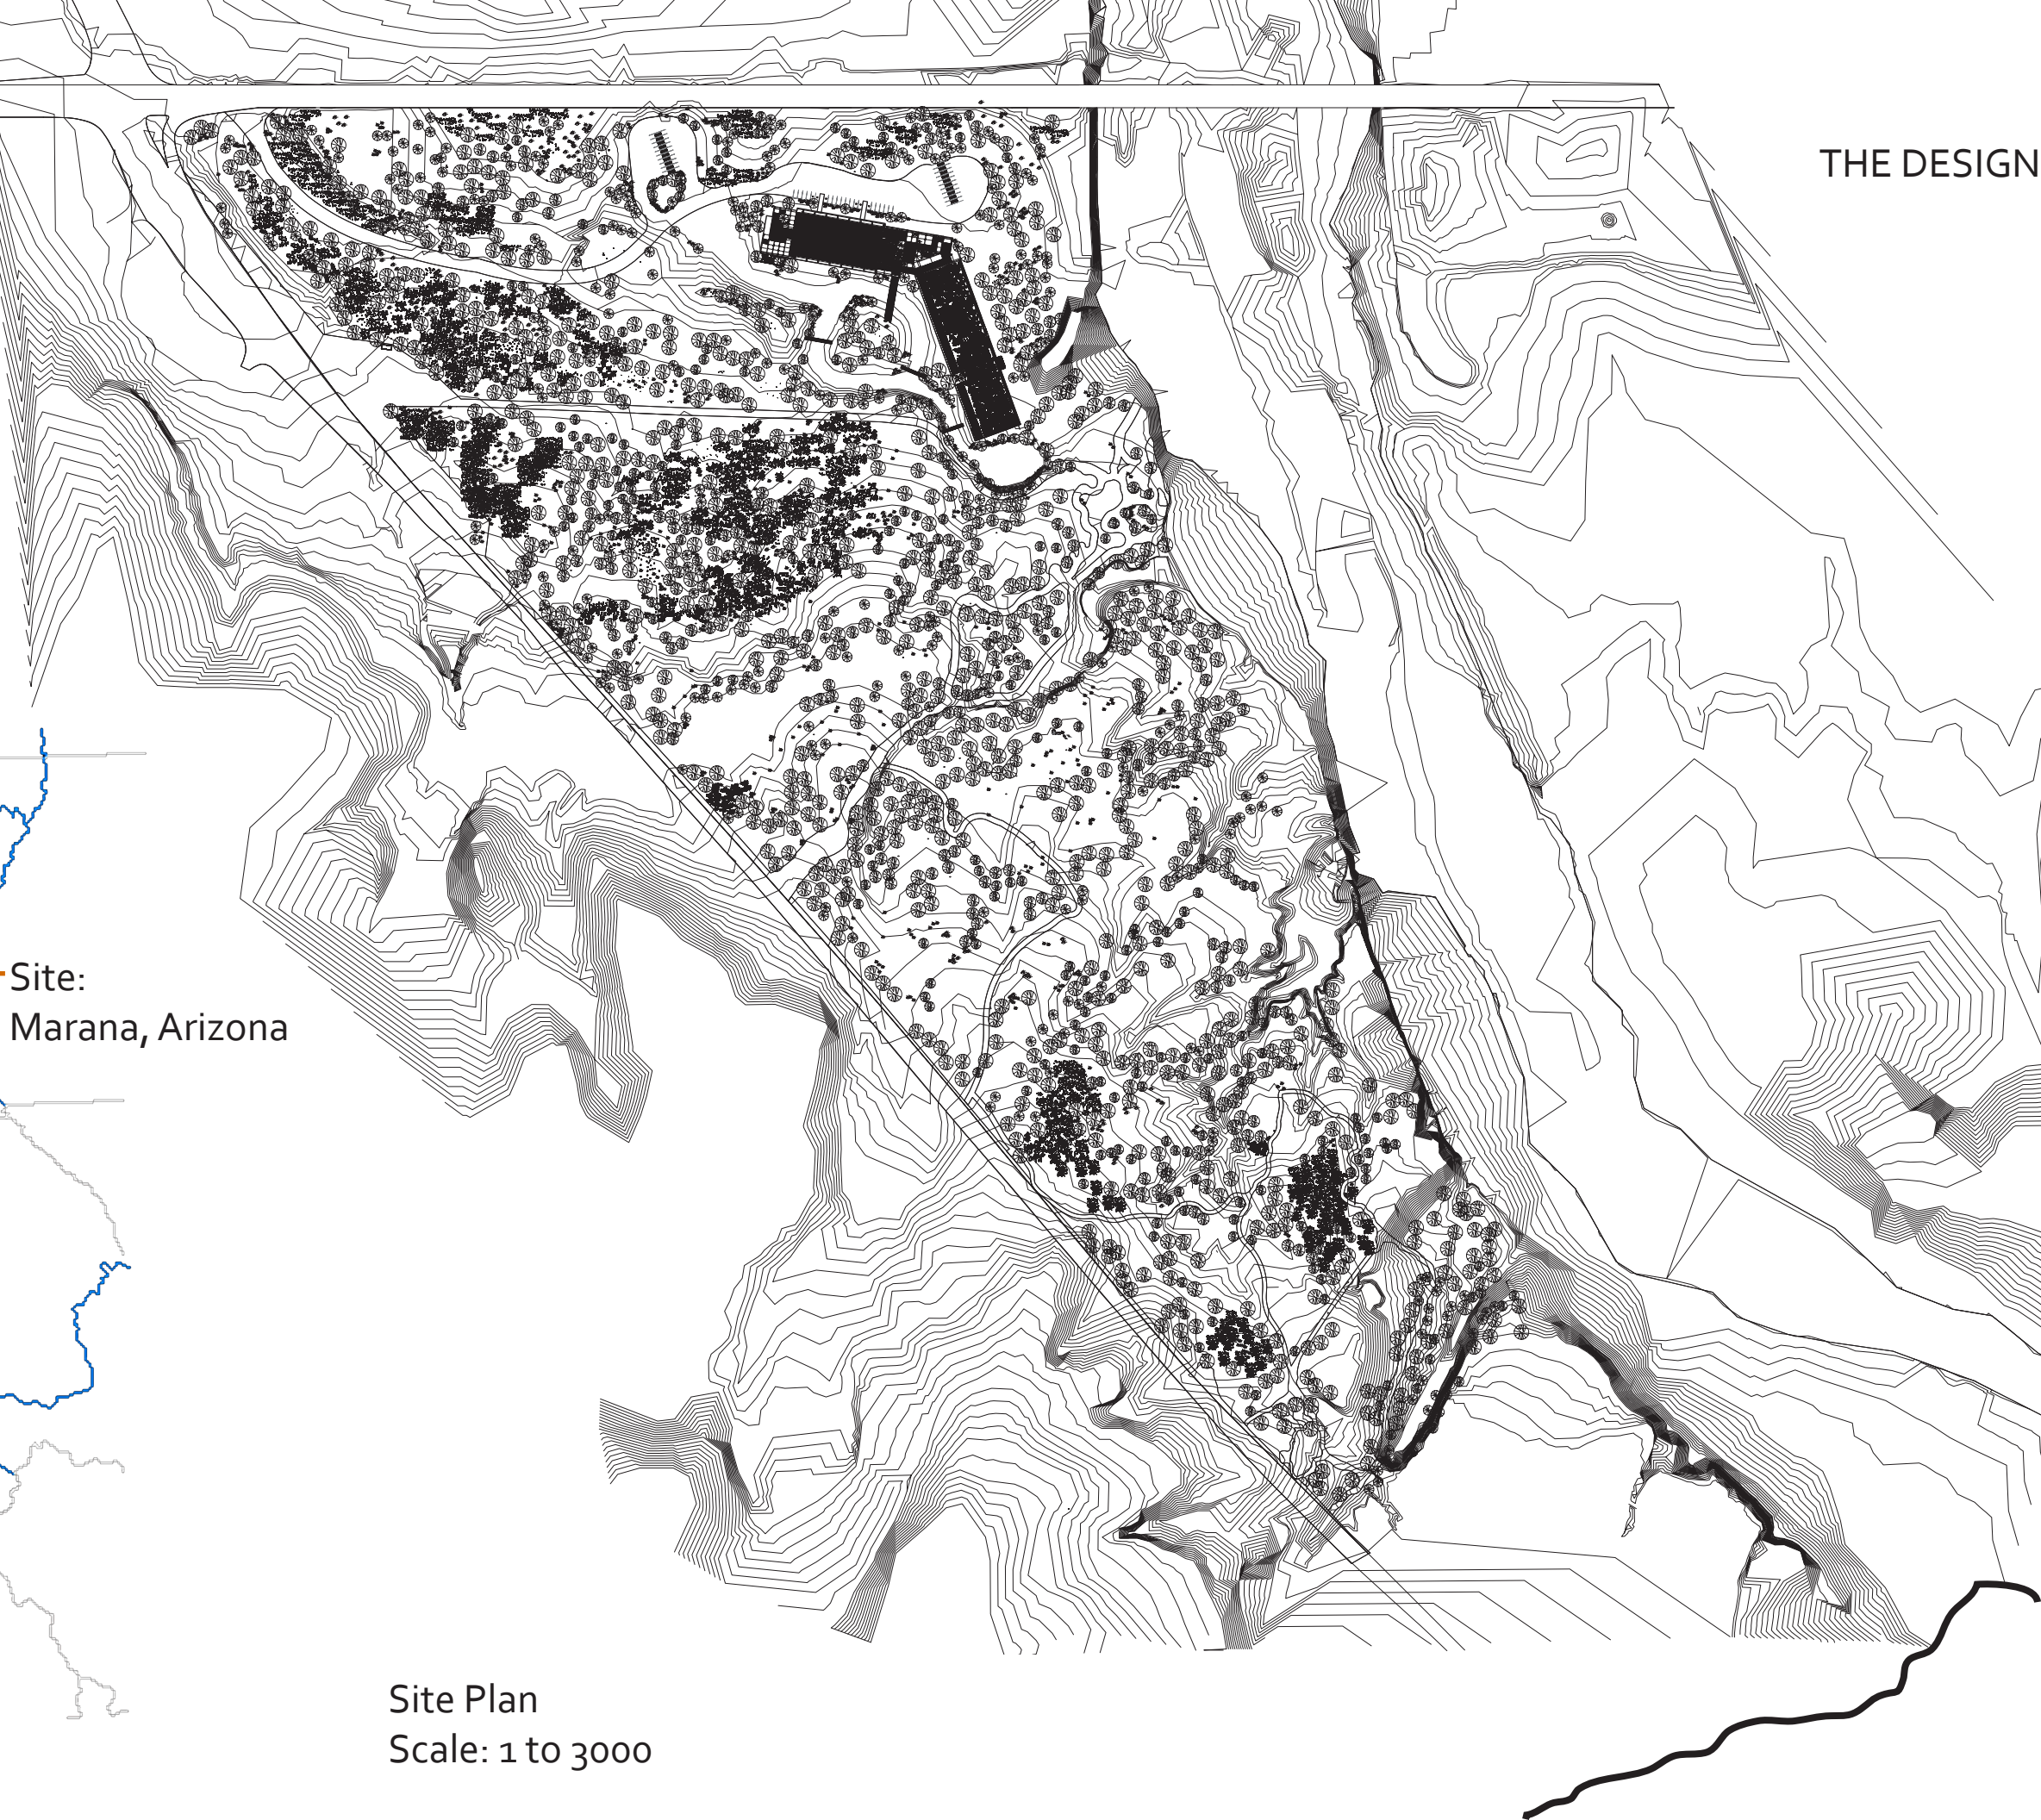 THE DESIGN
Site:
Marana, Arizona
Site Plan
Scale: 1 to 3000